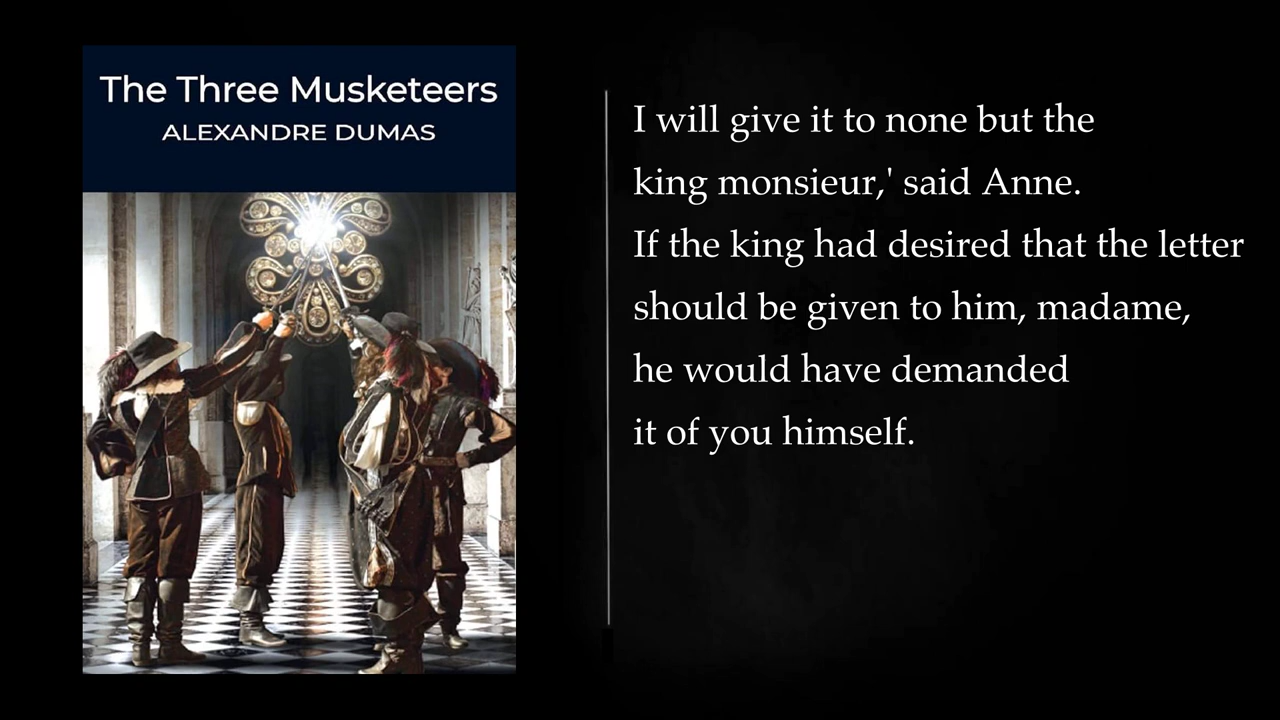 The Three Musketeers
ALEXANDRE DUMAS
I will give it to none but the
king monsieur,' said Anne.
If the king had desired that the letter
should be given to him, madame,
he would have demanded
it of you himself.